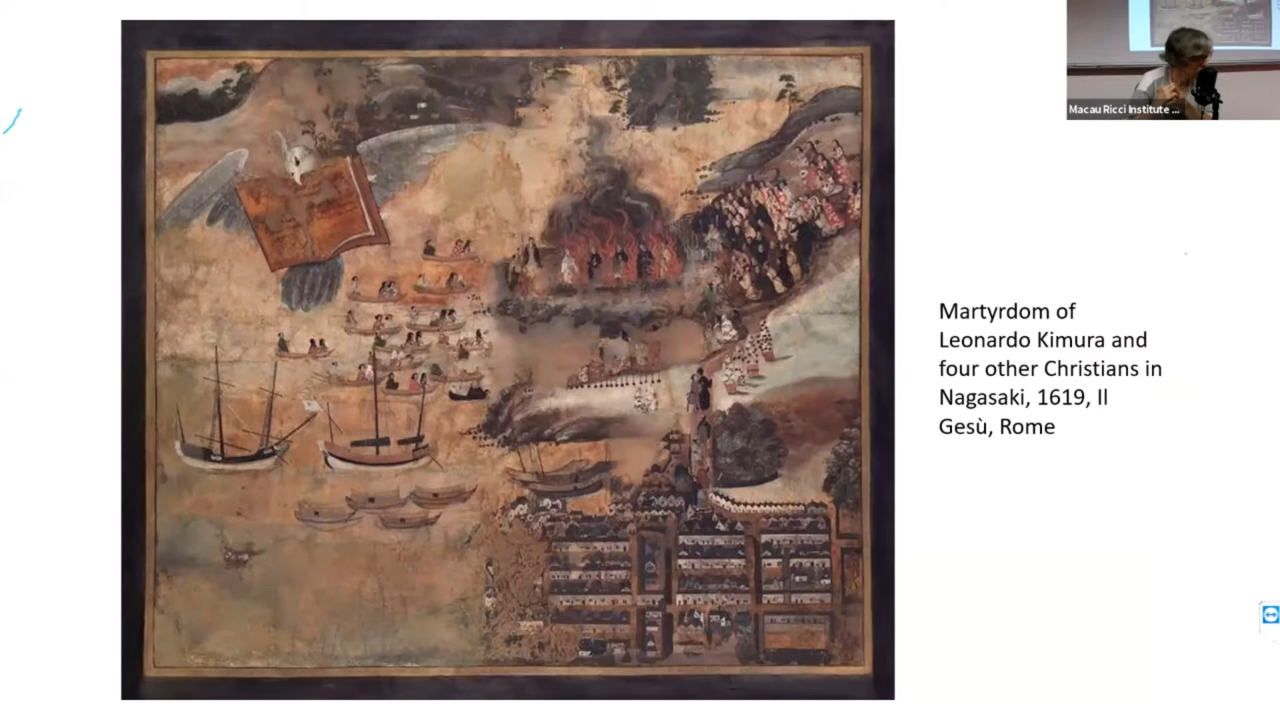 Macau Ricci Institute ...
Martyrdom of
Leonardo Kimura and
four other Christians in
Nagasaki, 1619, Il
Gesù, Rome